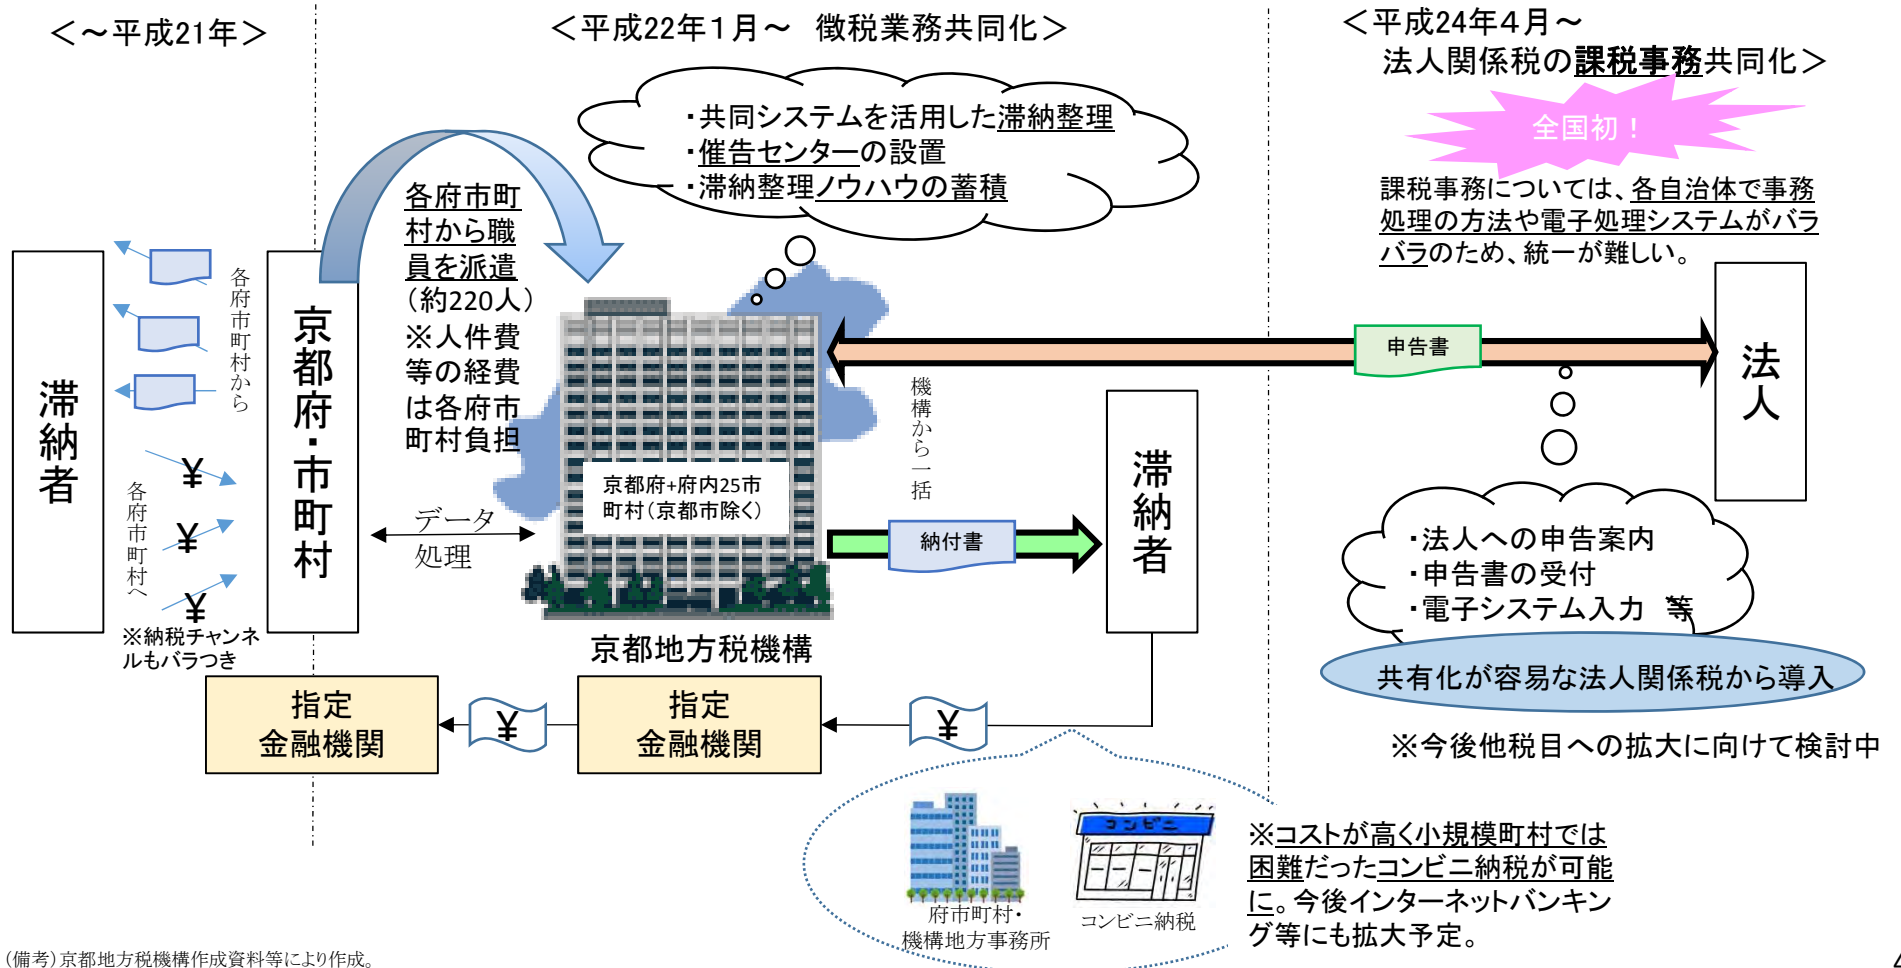 ＜～平成21年＞
＜平成22年１月～　徴税業務共同化＞
＜平成24年４月～
法人関係税の課税事務共同化＞
全国初！
課税事務については、各自治体で事務
処理の方法や電子処理システムがバラ
バラのため、統一が難しい。
・共同システムを活用した滞納整理
・催告センターの設置
・滞納整理ノウハウの蓄積
各府市町
村から職
員を派遣
（約220人）
※人件費
等の経費
は各府市
町村負担
滞納者
各府市町村から
各府市町村へ
¥
¥
¥
※納税チャンネ
ルもバラつき
京都府・市町村
データ
処理
京都府+府内25市
町村（京都市除く）
京都地方税機構
機構から一括
納付書
滞納者
申告書
法人
・法人への申告案内
・申告書の受付
・電子システム入力　等
共有化が容易な法人関係税から導入
※今後他税目への拡大に向けて検討中
指定
金融機関
¥
指定
金融機関
¥
府市町村・
機構地方事務所
コンビニ
コンビニ納税
※コストが高く小規模町村では
困難だったコンビニ納税が可能
に。今後インターネットバンキン
グ等にも拡大予定。
（備考）京都地方税機構作成資料等により作成。